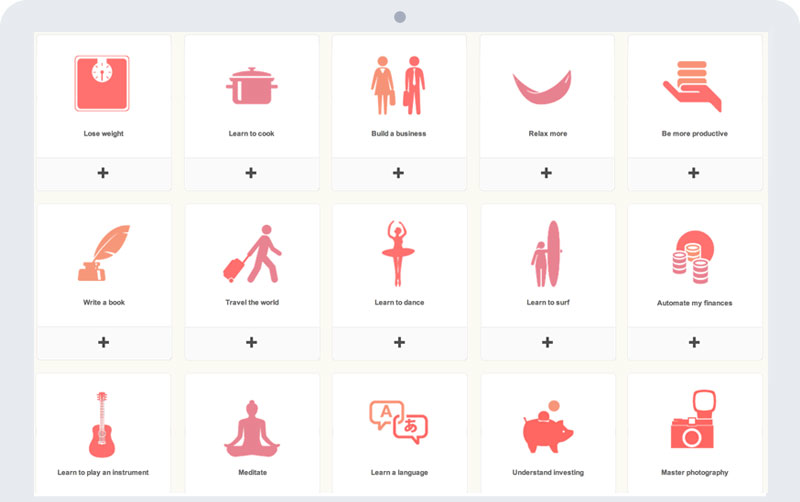 Lose weight
Learn to cook
Build a business
Relax more
Be more productive
+
+
+
+
+
Write a book
Travel the world
Learn to dance
Learn to surf
Automate my finances
+
+
+
+
+
A
あ
Learn to play an instrument
Meditate
Learn a language
Understand investing
Master photography